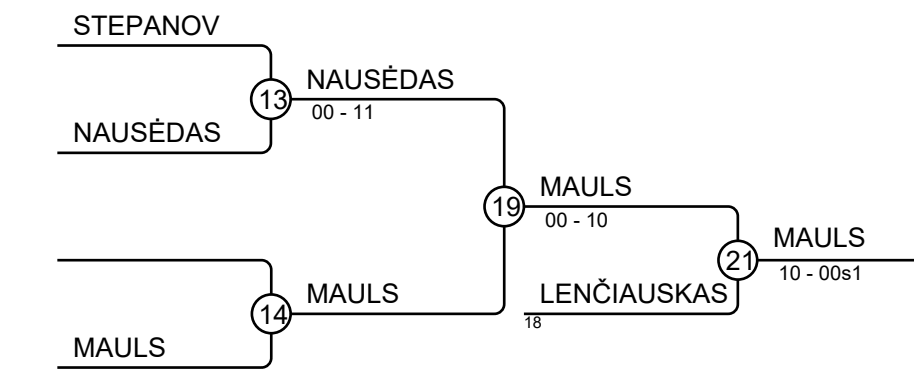 STEPANOV
13
NAUSĖDAS
00 - 11
NAUSĖDAS
19
MAULS
00 - 10
21
MAULS
10 - 00s1
LENČIAUSKAS
18
14
MAULS
MAULS